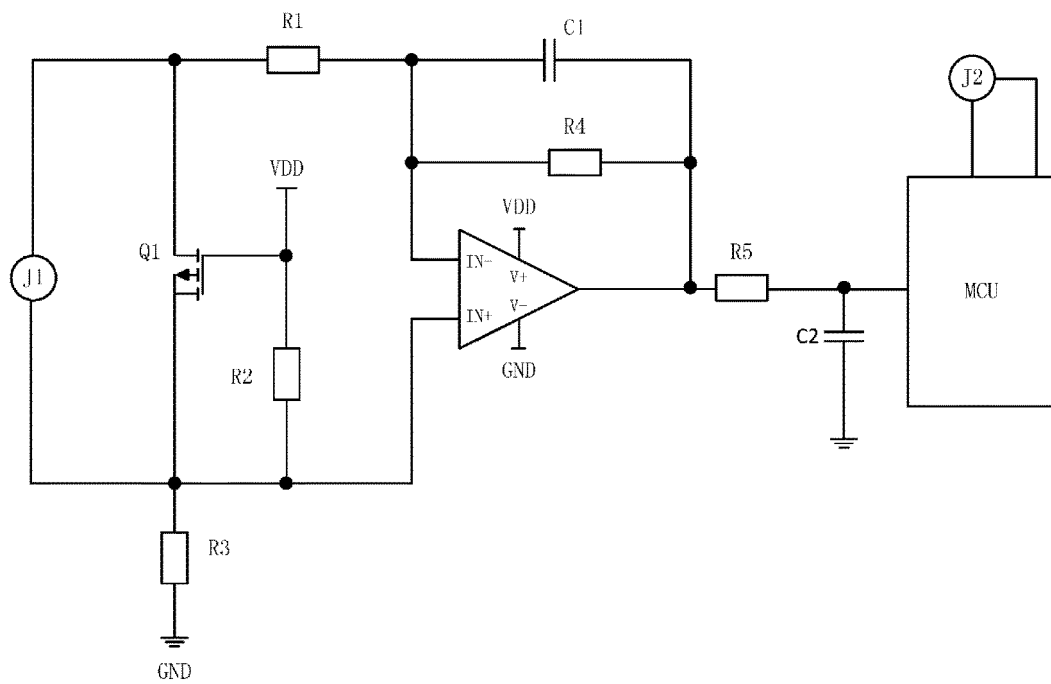 R1
C1
J2
R4
VDD
VDD
Q1
IN-
V+
R5
J1
MCU
IN+
V-
C2
R2
GND
R3
GND